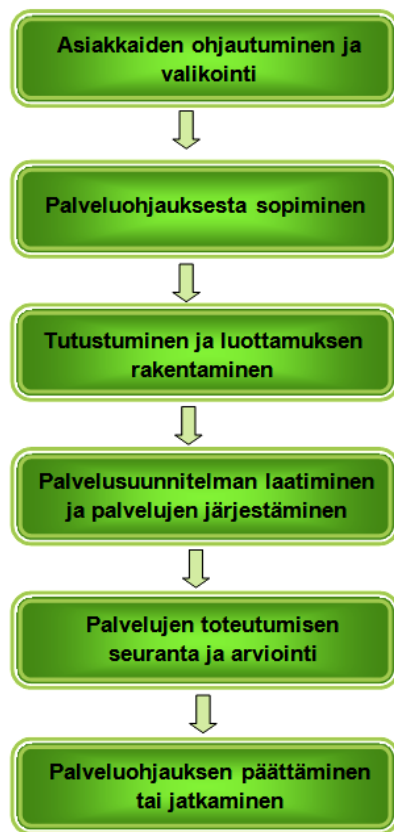 Asiakkaiden ohjautuminen ja
valikointi
Palveluohjauksesta sopiminen
Tutustuminen ja luottamuksen
rakentaminen
Palvelusuunnitelman laatiminen
ja palvelujen järjestäminen
Palvelujen toteutumisen
seuranta ja arviointi
Palveluohjauksen päättäminen
tai jatkaminen